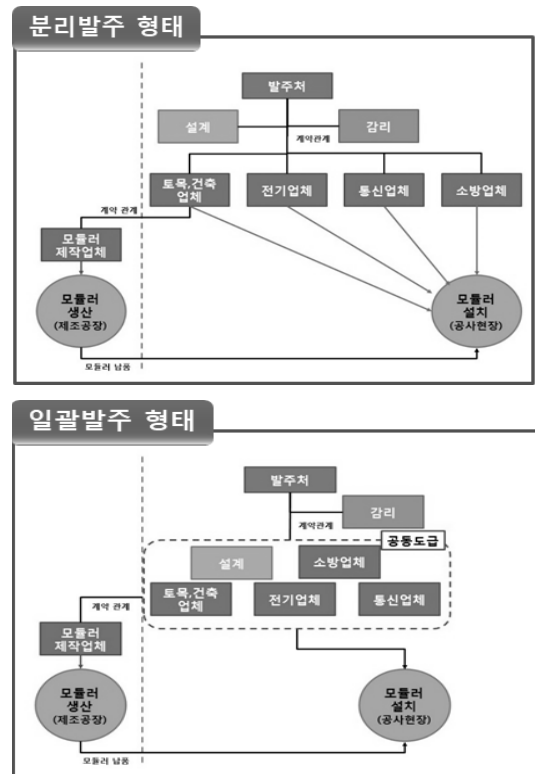 분리발주 형태
발주처
설계
감리
계약관계
토목,건축
업체
전기업체
통신업체
소방업체
계약 관계
모듈러
제작업체
모듈러
생산
(제조공장)
모듈러
설치
(공사현장)
모듈러 납품
일괄발주 형태
발주처
감리
계약관계
공동도급
설계
소방업체
토목,건축
업체
전기업체
통신업체
계약 관계
모듈러
제작업체
모듈러
생산
(제조공장)
모듈러
설치
(공사현장)
모듈러 납품